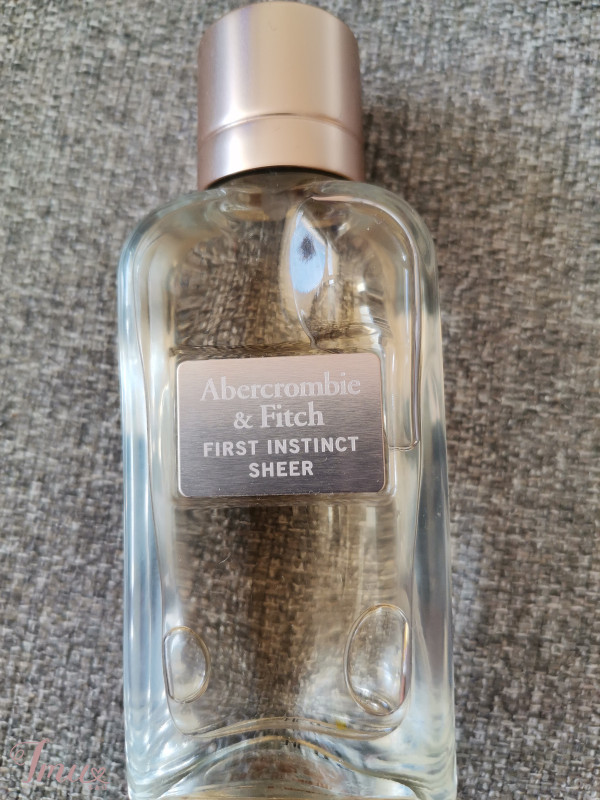 Abercrombie
& Fitch
FIRST INSTINCT
SHEER